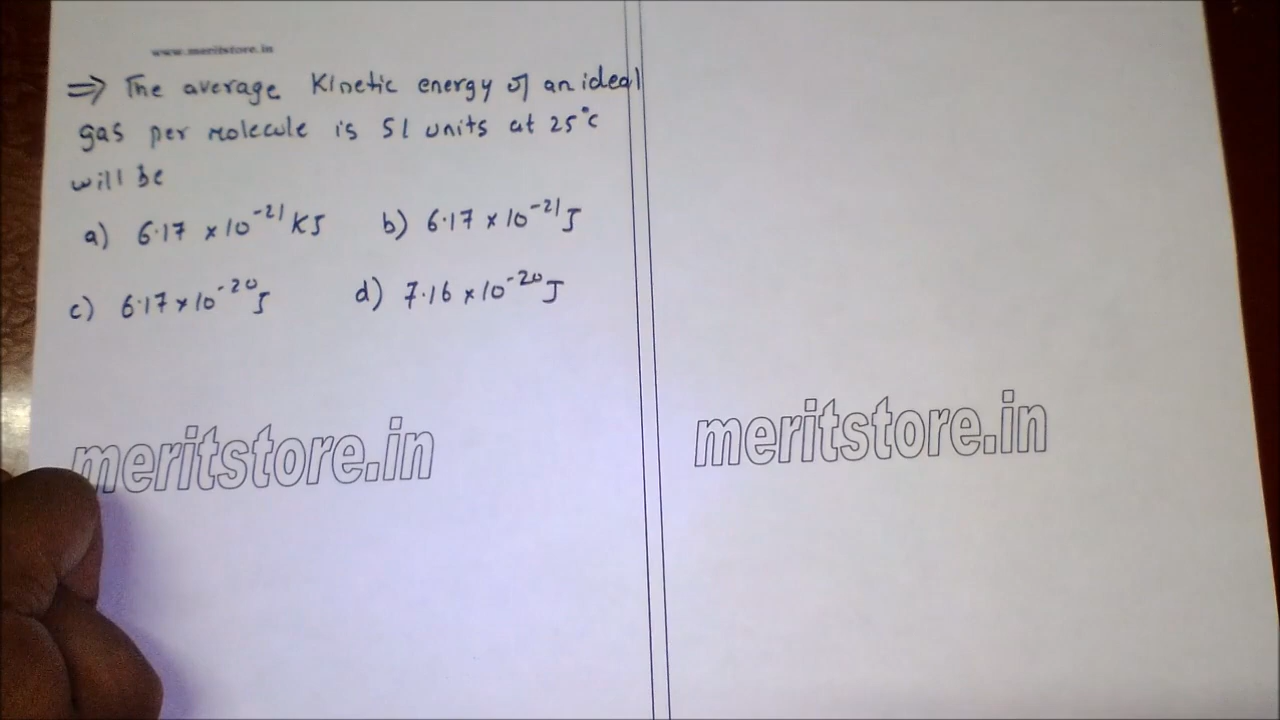 www.meritstore.in
⇒ The average Kinetic energy of an ideal
gas per molecule is SI units at 25°c
will be
a) 6.17 × 10⁻²¹ KJ b) 6.17 × 10⁻²¹ J
c) 6.17 × 10⁻²⁰ J d) 7.16 × 10⁻²⁰ J
meritstore.in meritstore.in